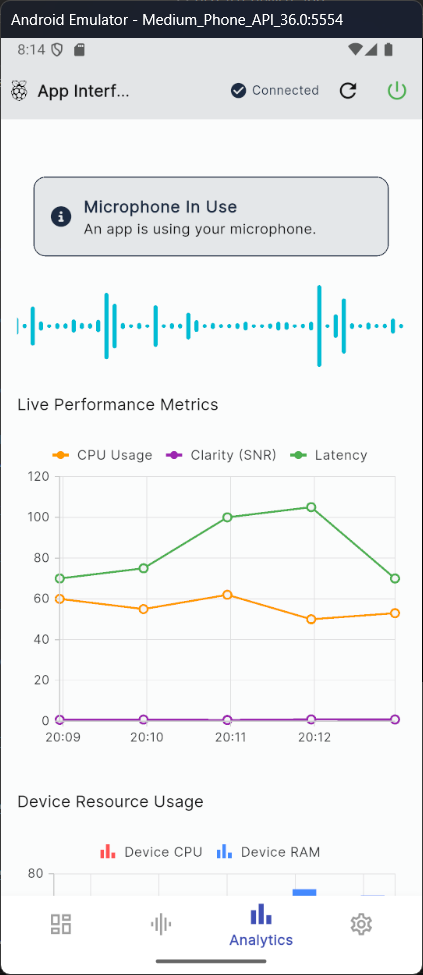 Android Emulator - Medium_Phone_API_36.0:5554
8:14
App Interf...
Connected
Microphone In Use
An app is using your microphone.
Live Performance Metrics
CPU Usage Clarity (SNR) Latency
120
100
80
60
40
20
0
20:09 20:10 20:11 20:12
Device Resource Usage
Device CPU Device RAM
80
Analytics